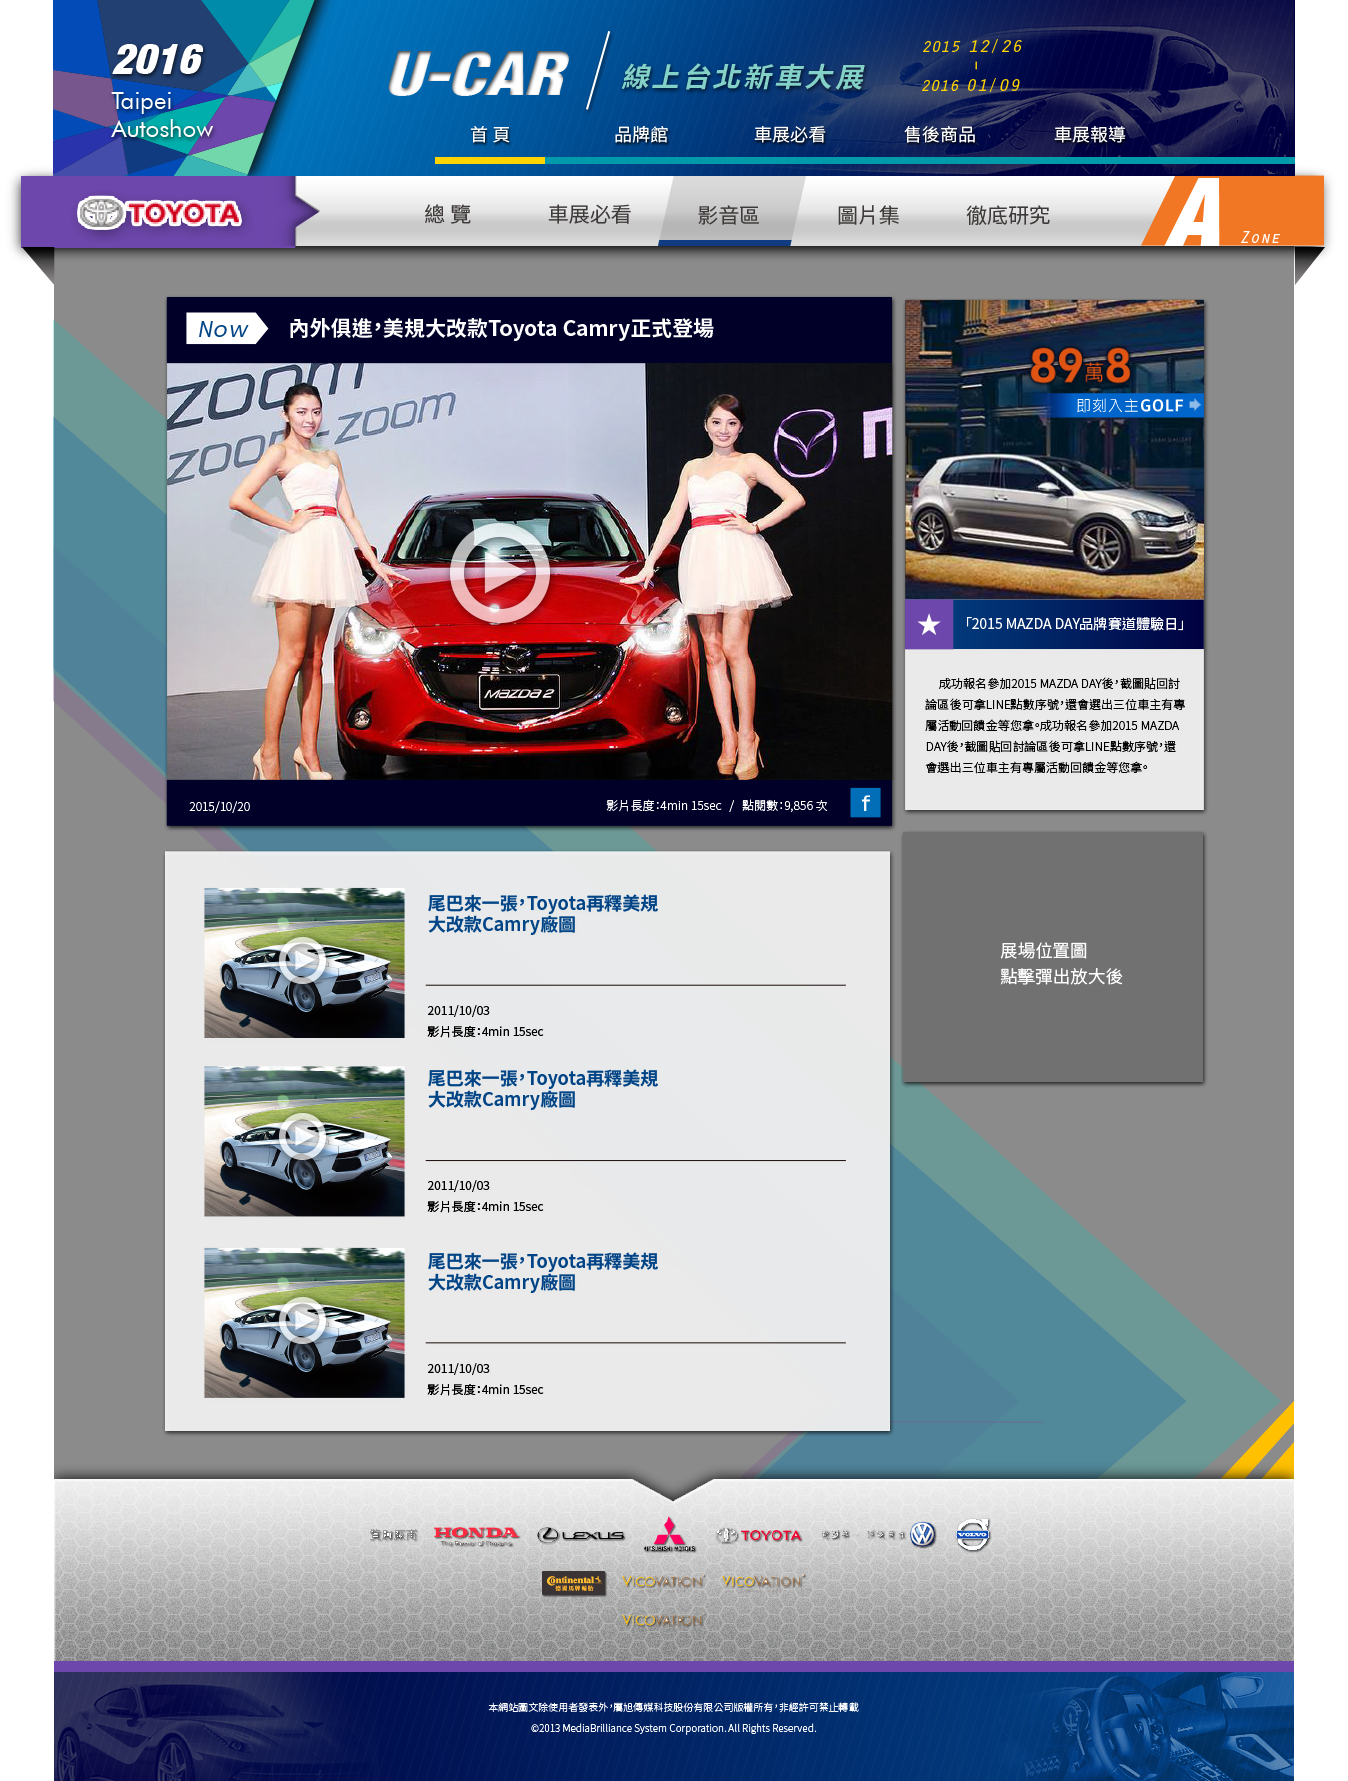 2016
Taipei
Autoshow
U-CAR
線上台北新車大展
2015 12/26
-
2016 01/09
首 頁
品牌館
車展必看
售後商品
車展報導
TOYOTA
總 覽
車展必看
影音區
圖片集
徹底研究
A ZONE
Now
內外俱進，美規大改款Toyota Camry正式登場
zoom
zoom-zoom
MAZDA 2
2015/10/20
影片長度：4min 15sec / 點閱數：9,856 次
f
89萬8
即刻入主GOLF
「2015 MAZDA DAY品牌賽道體驗日」
成功報名參加2015 MAZDA DAY後，截圖貼回討
論區後可拿LINE點數序號，還會選出三位車主有專
屬活動回饋金等您拿。成功報名參加2015 MAZDA
DAY後，截圖貼回討論區後可拿LINE點數序號，還
會選出三位車主有專屬活動回饋金等您拿。
尾巴來一張，Toyota再釋美規
大改款Camry廠圖
2011/10/03
影片長度：4min 15sec
尾巴來一張，Toyota再釋美規
大改款Camry廠圖
2011/10/03
影片長度：4min 15sec
尾巴來一張，Toyota再釋美規
大改款Camry廠圖
2011/10/03
影片長度：4min 15sec
展場位置圖
點擊彈出放大後
贊助廠商
HONDA
The Power of Dreams
LEXUS
MITSUBISHI MOTORS
TOYOTA
VOLVO
Continental
德國馬牌輪胎
VICOVATION
VICOVATION
VICOVATION
本網站圖文除使用者發表外，屬旭傳媒科技股份有限公司版權所有，非經許可禁止轉載
©2013 MediaBrilliance System Corporation. All Rights Reserved.